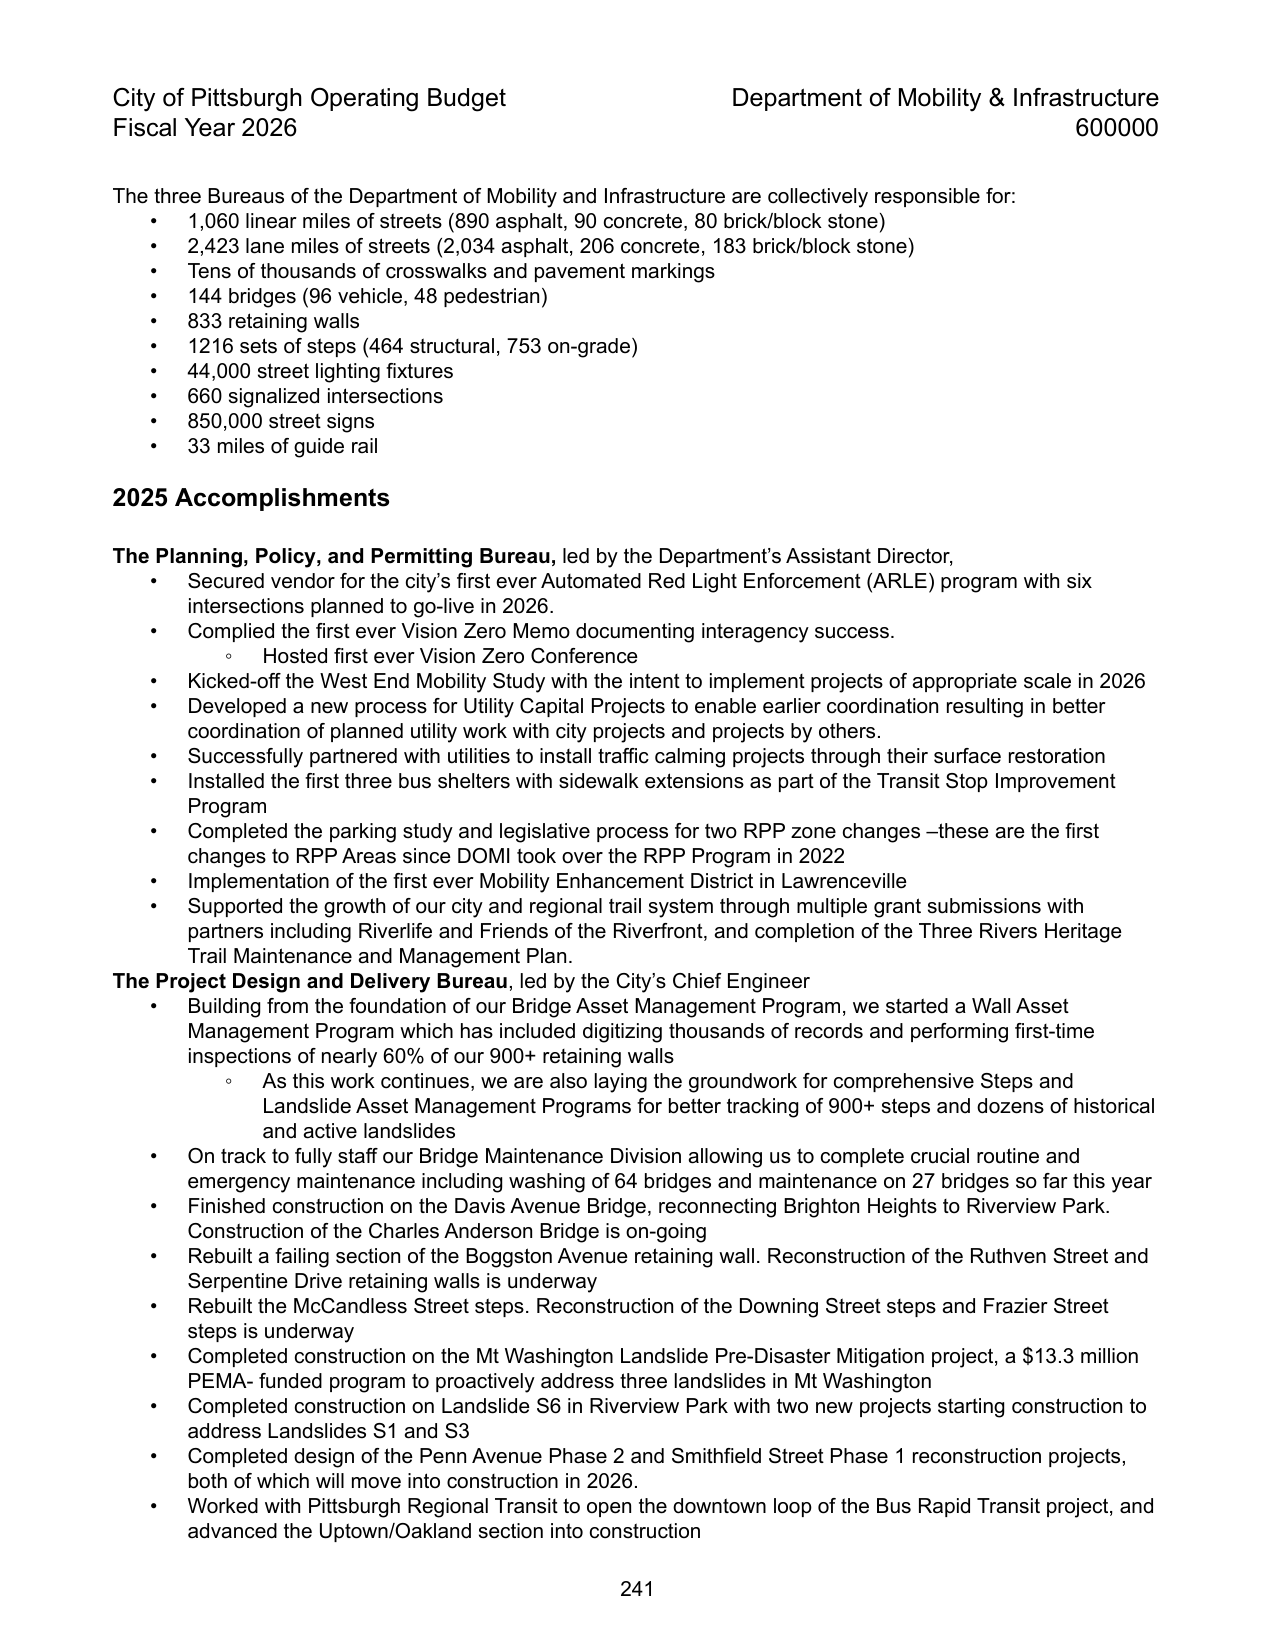 City of Pittsburgh Operating Budget
Fiscal Year 2026
Department of Mobility & Infrastructure
600000
The three Bureaus of the Department of Mobility and Infrastructure are collectively responsible for:
• 1,060 linear miles of streets (890 asphalt, 90 concrete, 80 brick/block stone)
• 2,423 lane miles of streets (2,034 asphalt, 206 concrete, 183 brick/block stone)
• Tens of thousands of crosswalks and pavement markings
• 144 bridges (96 vehicle, 48 pedestrian)
• 833 retaining walls
• 1216 sets of steps (464 structural, 753 on-grade)
• 44,000 street lighting fixtures
• 660 signalized intersections
• 850,000 street signs
• 33 miles of guide rail
2025 Accomplishments
The Planning, Policy, and Permitting Bureau, led by the Department’s Assistant Director,
• Secured vendor for the city’s first ever Automated Red Light Enforcement (ARLE) program with six
intersections planned to go-live in 2026.
• Complied the first ever Vision Zero Memo documenting interagency success.
◦ Hosted first ever Vision Zero Conference
• Kicked-off the West End Mobility Study with the intent to implement projects of appropriate scale in 2026
• Developed a new process for Utility Capital Projects to enable earlier coordination resulting in better
coordination of planned utility work with city projects and projects by others.
• Successfully partnered with utilities to install traffic calming projects through their surface restoration
• Installed the first three bus shelters with sidewalk extensions as part of the Transit Stop Improvement
Program
• Completed the parking study and legislative process for two RPP zone changes –these are the first
changes to RPP Areas since DOMI took over the RPP Program in 2022
• Implementation of the first ever Mobility Enhancement District in Lawrenceville
• Supported the growth of our city and regional trail system through multiple grant submissions with
partners including Riverlife and Friends of the Riverfront, and completion of the Three Rivers Heritage
Trail Maintenance and Management Plan.
The Project Design and Delivery Bureau, led by the City’s Chief Engineer
• Building from the foundation of our Bridge Asset Management Program, we started a Wall Asset
Management Program which has included digitizing thousands of records and performing first-time
inspections of nearly 60% of our 900+ retaining walls
◦ As this work continues, we are also laying the groundwork for comprehensive Steps and
Landslide Asset Management Programs for better tracking of 900+ steps and dozens of historical
and active landslides
• On track to fully staff our Bridge Maintenance Division allowing us to complete crucial routine and
emergency maintenance including washing of 64 bridges and maintenance on 27 bridges so far this year
• Finished construction on the Davis Avenue Bridge, reconnecting Brighton Heights to Riverview Park.
Construction of the Charles Anderson Bridge is on-going
• Rebuilt a failing section of the Boggston Avenue retaining wall. Reconstruction of the Ruthven Street and
Serpentine Drive retaining walls is underway
• Rebuilt the McCandless Street steps. Reconstruction of the Downing Street steps and Frazier Street
steps is underway
• Completed construction on the Mt Washington Landslide Pre-Disaster Mitigation project, a $13.3 million
PEMA- funded program to proactively address three landslides in Mt Washington
• Completed construction on Landslide S6 in Riverview Park with two new projects starting construction to
address Landslides S1 and S3
• Completed design of the Penn Avenue Phase 2 and Smithfield Street Phase 1 reconstruction projects,
both of which will move into construction in 2026.
• Worked with Pittsburgh Regional Transit to open the downtown loop of the Bus Rapid Transit project, and
advanced the Uptown/Oakland section into construction
241